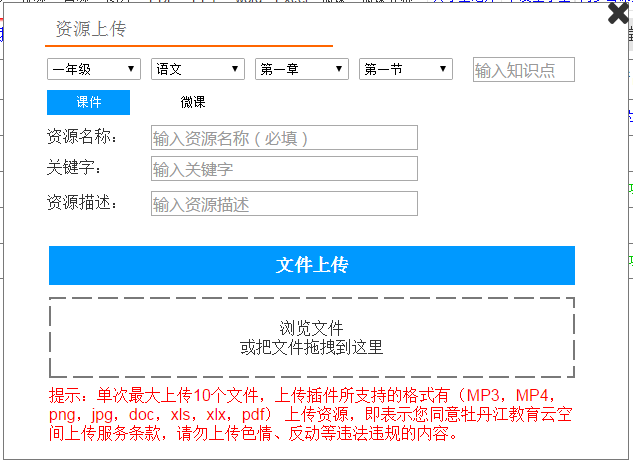 资源上传
一年级 语文 第一章 第一节 输入知识点
课件 微课
资源名称： 输入资源名称（必填）
关键字： 输入关键字
资源描述： 输入资源描述
文件上传
浏览文件
或把文件拖拽到这里
提示：单次最大上传10个文件，上传插件所支持的格式有（MP3，MP4，
png，jpg，doc，xls，xlx，pdf） 上传资源，即表示您同意牡丹江教育云空
间上传服务条款，请勿上传色情、反动等违法违规的内容。